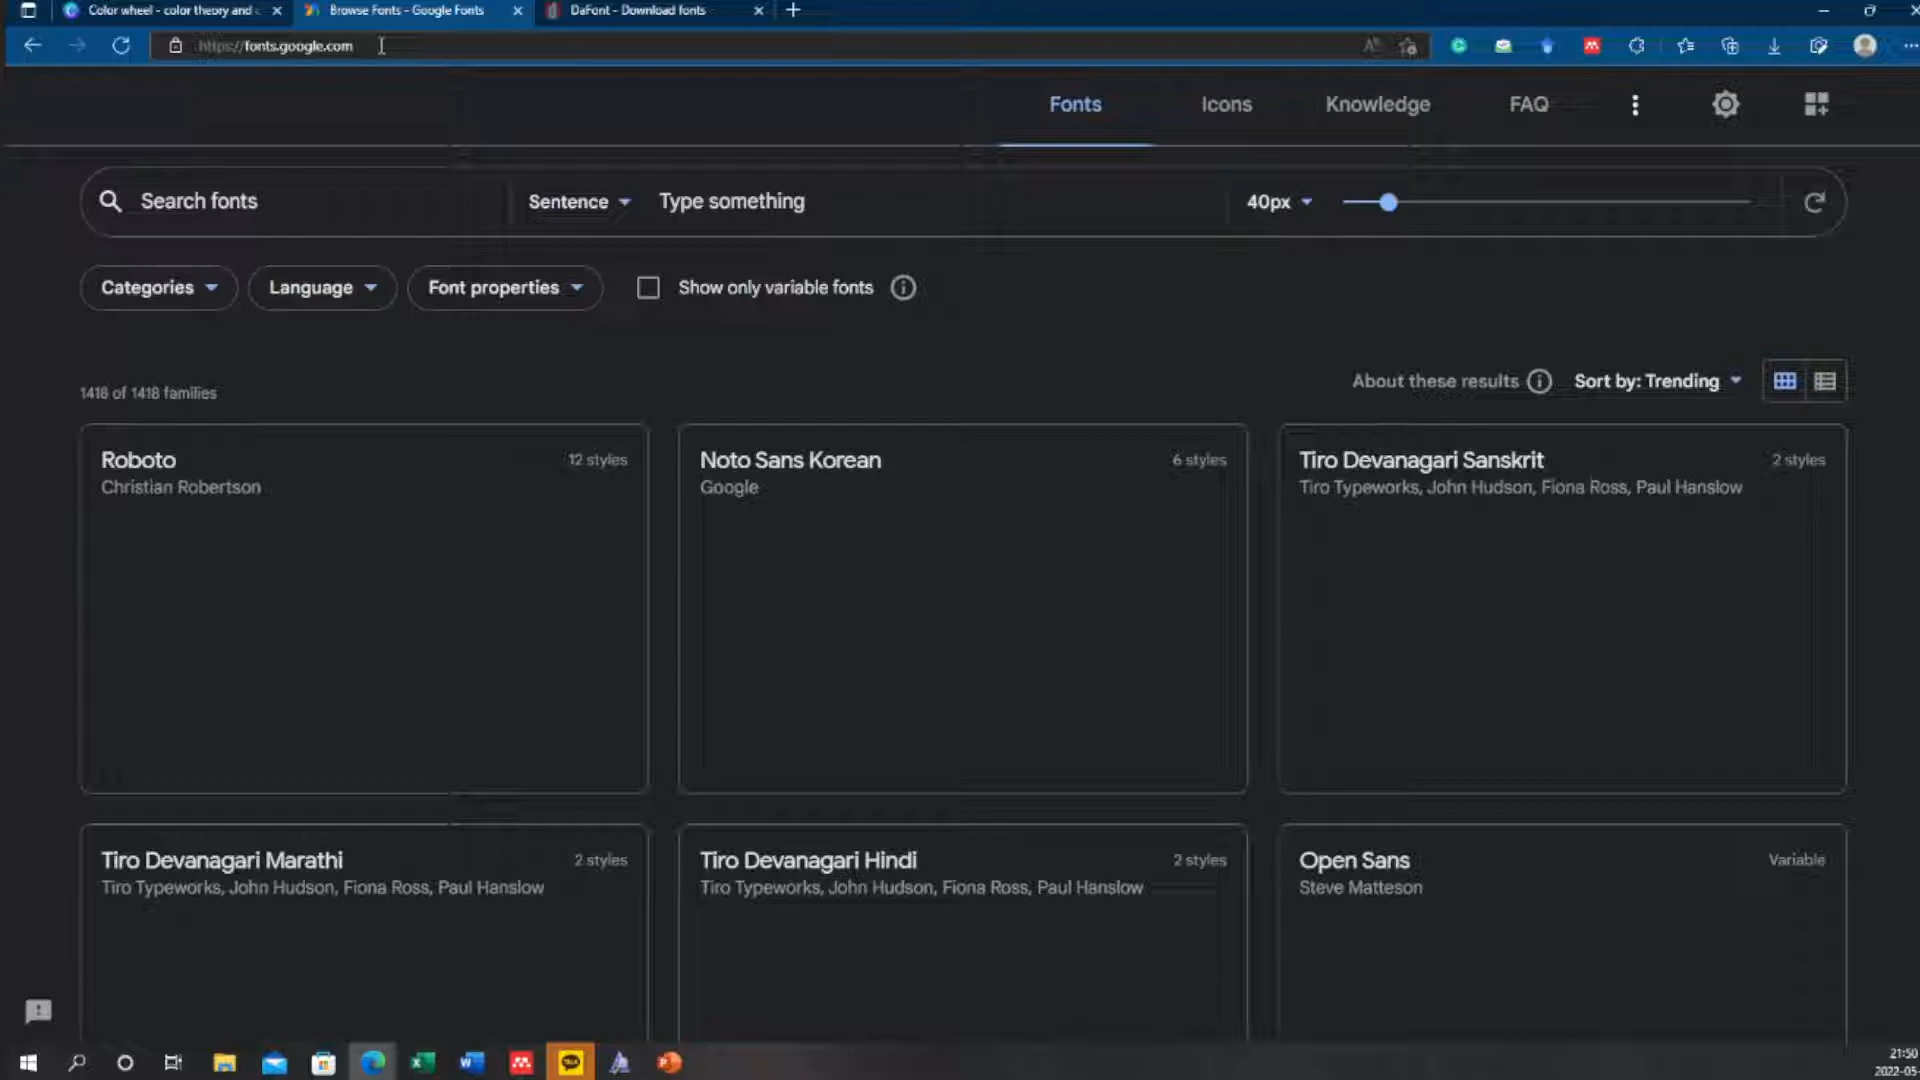 Color wheel - color theory and c
Browse Fonts - Google Fonts
DaFont - Download fonts
https://fonts.google.com
Fonts
Icons
Knowledge
FAQ
Search fonts
Sentence
Type something
40px
Categories
Language
Font properties
Show only variable fonts
1418 of 1418 families
About these results
Sort by: Trending
Roboto
12 styles
Christian Robertson
Noto Sans Korean
6 styles
Google
Tiro Devanagari Sanskrit
2 styles
Tiro Typeworks, John Hudson, Fiona Ross, Paul Hanslow
Tiro Devanagari Marathi
2 styles
Tiro Typeworks, John Hudson, Fiona Ross, Paul Hanslow
Tiro Devanagari Hindi
2 styles
Tiro Typeworks, John Hudson, Fiona Ross, Paul Hanslow
Open Sans
Variable
Steve Matteson
21:50
2022-05-